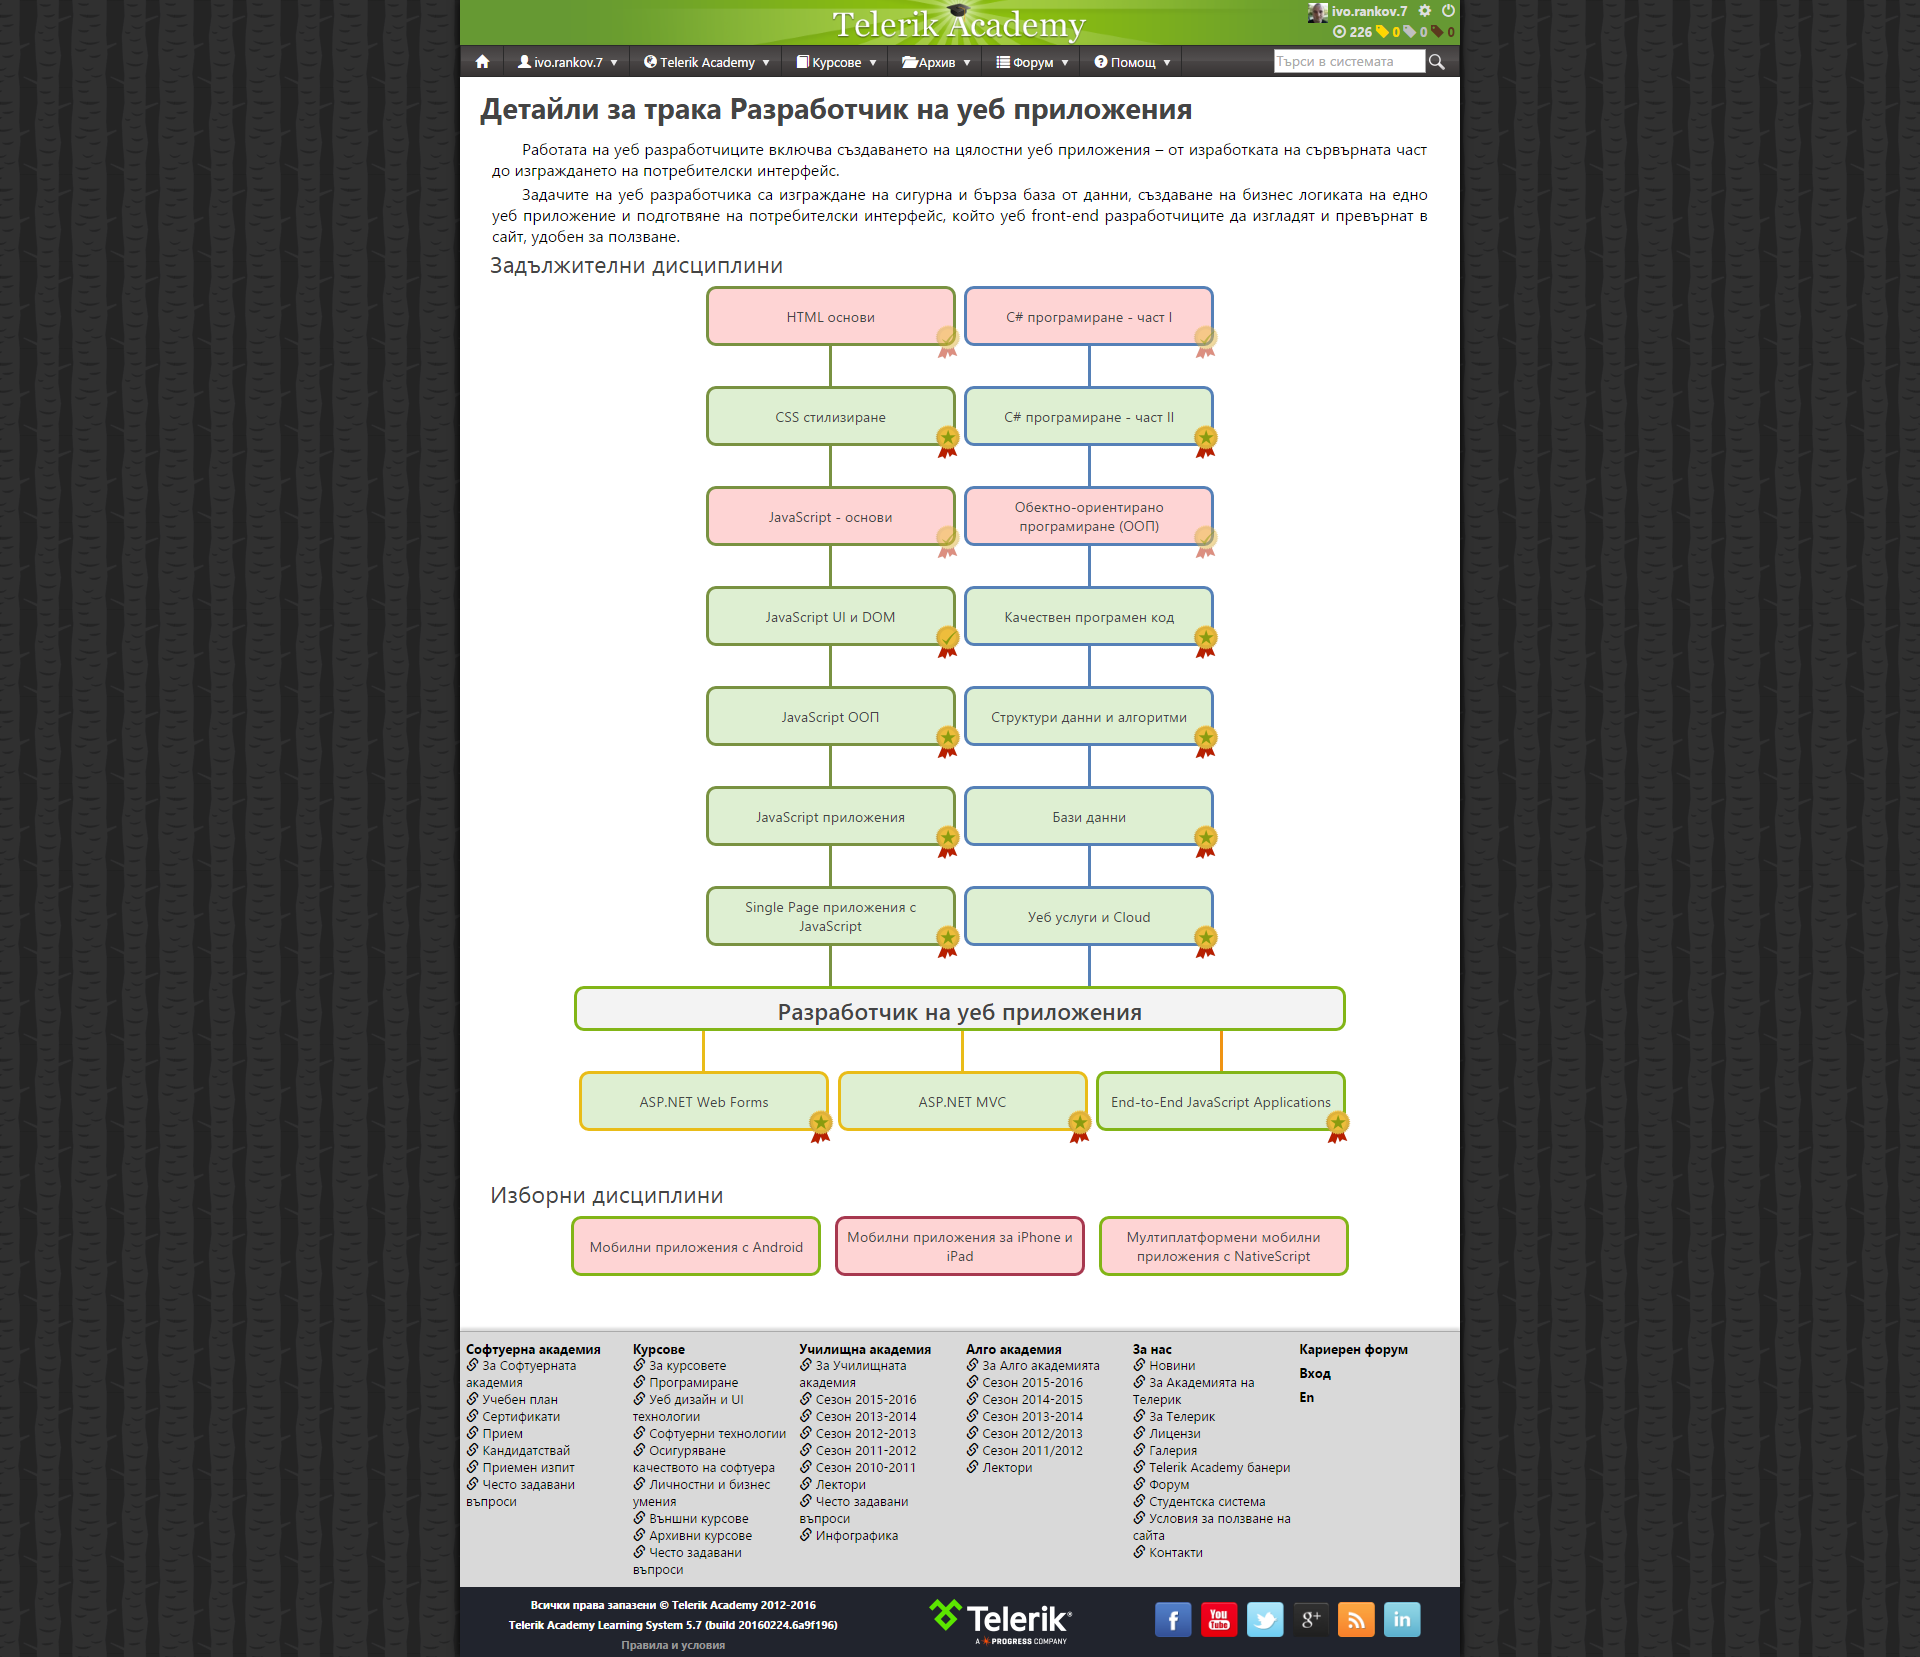 Telerik Academy
ivo.rankov.7
226 0 0 0
ivo.rankov.7 Telerik Academy Курсове Архив Форум Помощ Търси в системата
Детайли за трака Разработчик на уеб приложения
Работата на уеб разработчиците включва създаването на цялостни уеб приложения – от изработката на сървърната част
до изграждането на потребителски интерфейс.
Задачите на уеб разработчика са изграждане на сигурна и бърза база от данни, създаване на бизнес логиката на едно
уеб приложение и подготвяне на потребителски интерфейс, който уеб front-end разработчиците да изгладят и превърнат в
сайт, удобен за ползване.
Задължителни дисциплини
HTML основи
C# програмиране - част I
CSS стилизиране
C# програмиране - част II
JavaScript - основи
Обектно-ориентирано
програмиране (ООП)
JavaScript UI и DOM
Качествен програмен код
JavaScript ООП
Структури данни и алгоритми
JavaScript приложения
Бази данни
Single Page приложения с
JavaScript
Уеб услуги и Cloud
Разработчик на уеб приложения
ASP.NET Web Forms
ASP.NET MVC
End-to-End JavaScript Applications
Изборни дисциплини
Мобилни приложения с Android
Мобилни приложения за iPhone и
iPad
Мултиплатформени мобилни
приложения с NativeScript
Софтуерна академия
За Софтуерната
академия
Учебен план
Сертификати
Прием
Кандидатствай
Приемен изпит
Често задавани
въпроси
Курсове
За курсовете
Програмиране
Уеб дизайн и UI
технологии
Софтуерни технологии
Осигуряване
качеството на софтуера
Личностни и бизнес
умения
Външни курсове
Архивни курсове
Често задавани
въпроси
Училищна академия
За Училищната
академия
Сезон 2015-2016
Сезон 2013-2014
Сезон 2012-2013
Сезон 2011-2012
Сезон 2010-2011
Лектори
Често задавани
въпроси
Инфографика
Алго академия
За Алго академията
Сезон 2015-2016
Сезон 2014-2015
Сезон 2013-2014
Сезон 2012/2013
Сезон 2011/2012
Лектори
За нас
Новини
За Академията на
Телерик
За Телерик
Лицензи
Галерия
Telerik Academy банери
Форум
Студентска система
Условия за ползване на
сайта
Контакти
Кариерен форум
Вход
En
Всички права запазени © Telerik Academy 2012-2016
Telerik Academy Learning System 5.7 (build 20160224.6a9f196)
Правила и условия
Telerik
A PROGRESS COMPANY
f You Tube g+ in